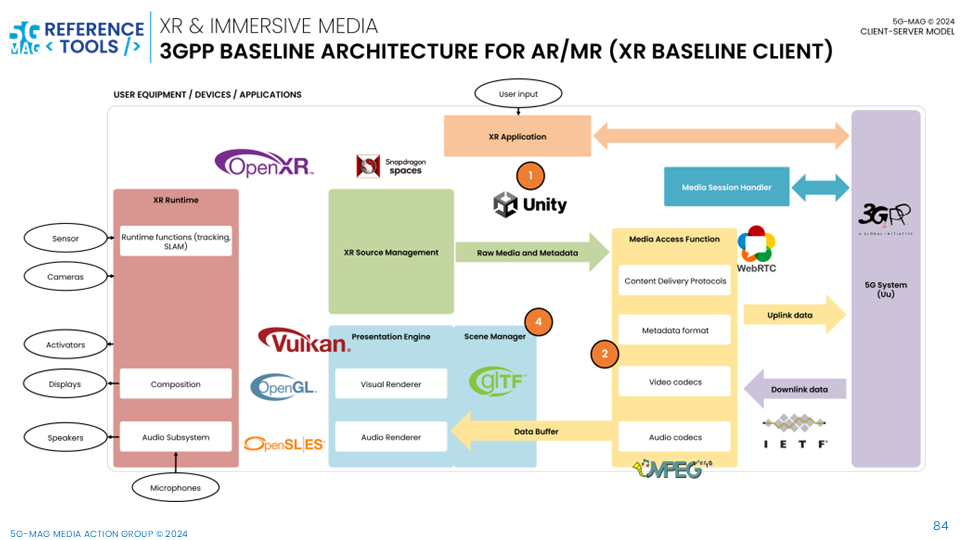 5G MAG REFERENCE
< TOOLS />
XR & IMMERSIVE MEDIA
3GPP BASELINE ARCHITECTURE FOR AR/MR (XR BASELINE CLIENT)
5G-MAG © 2024
CLIENT-SERVER MODEL
USER EQUIPMENT / DEVICES / APPLICATIONS
User input
XR Application
OpenXR™
Snapdragon
spaces
1
Unity
Media Session Handler
3GPP
A GLOBAL INITIATIVE
5G System
(Uu)
XR Runtime
Runtime functions (tracking,
SLAM)
Sensor
Cameras
Activators
Displays
Speakers
Microphones
Composition
Audio Subsystem
XR Source Management
Raw Media and Metadata
Media Access Function
WebRTC
Content Delivery Protocols
Metadata format
Video codecs
Audio codecs
Uplink data
Downlink data
IETF®
4
2
Vulkan®
Presentation Engine
Scene Manager
OpenGL®
Visual Renderer
glTF™
OpenSL|ES™
Audio Renderer
Data Buffer
MPEG
5G-MAG MEDIA ACTION GROUP © 2024
84